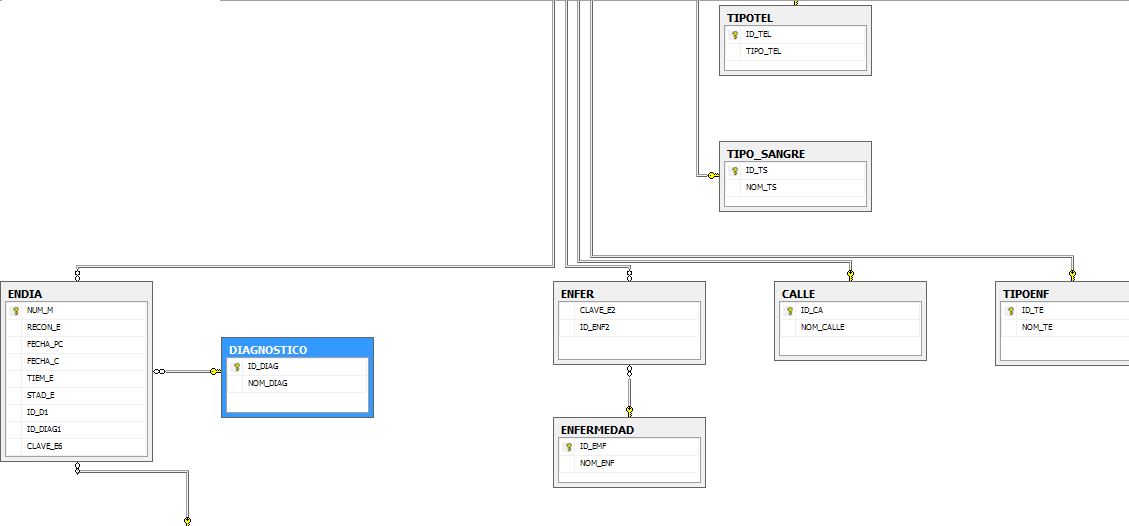 TIPOTEL
ID_TEL
TIPO_TEL
TIPO_SANGRE
ID_TS
NOM_TS
ENDIA
NUM_M
RECON_E
FECHA_PC
FECHA_C
TIEM_E
STAD_E
ID_D1
ID_DIAG1
CLAVE_E6
DIAGNOSTICO
ID_DIAG
NOM_DIAG
ENFER
CLAVE_E2
ID_ENF2
ENFERMEDAD
ID_EMF
NOM_ENF
CALLE
ID_CA
NOM_CALLE
TIPOENF
ID_TE
NOM_TE